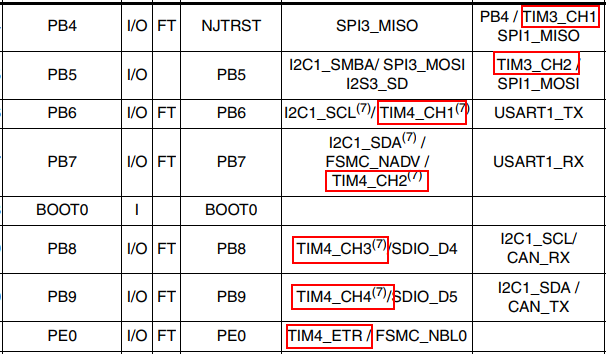 PB4 I/O FT NJTRST SPI3_MISO PB4 / TIM3_CH1
SPI1_MISO
PB5 I/O PB5 I2C1_SMBA/ SPI3_MOSI
I2S3_SD TIM3_CH2 /
SPI1_MOSI
PB6 I/O FT PB6 I2C1_SCL(7)/ TIM4_CH1(7) USART1_TX
PB7 I/O FT PB7 I2C1_SDA(7) /
FSMC_NADV /
TIM4_CH2(7) USART1_RX
BOOT0 I BOOT0
PB8 I/O FT PB8 TIM4_CH3(7)/SDIO_D4 I2C1_SCL/
CAN_RX
PB9 I/O FT PB9 TIM4_CH4(7)/SDIO_D5 I2C1_SDA /
CAN_TX
PE0 I/O FT PE0 TIM4_ETR / FSMC_NBL0